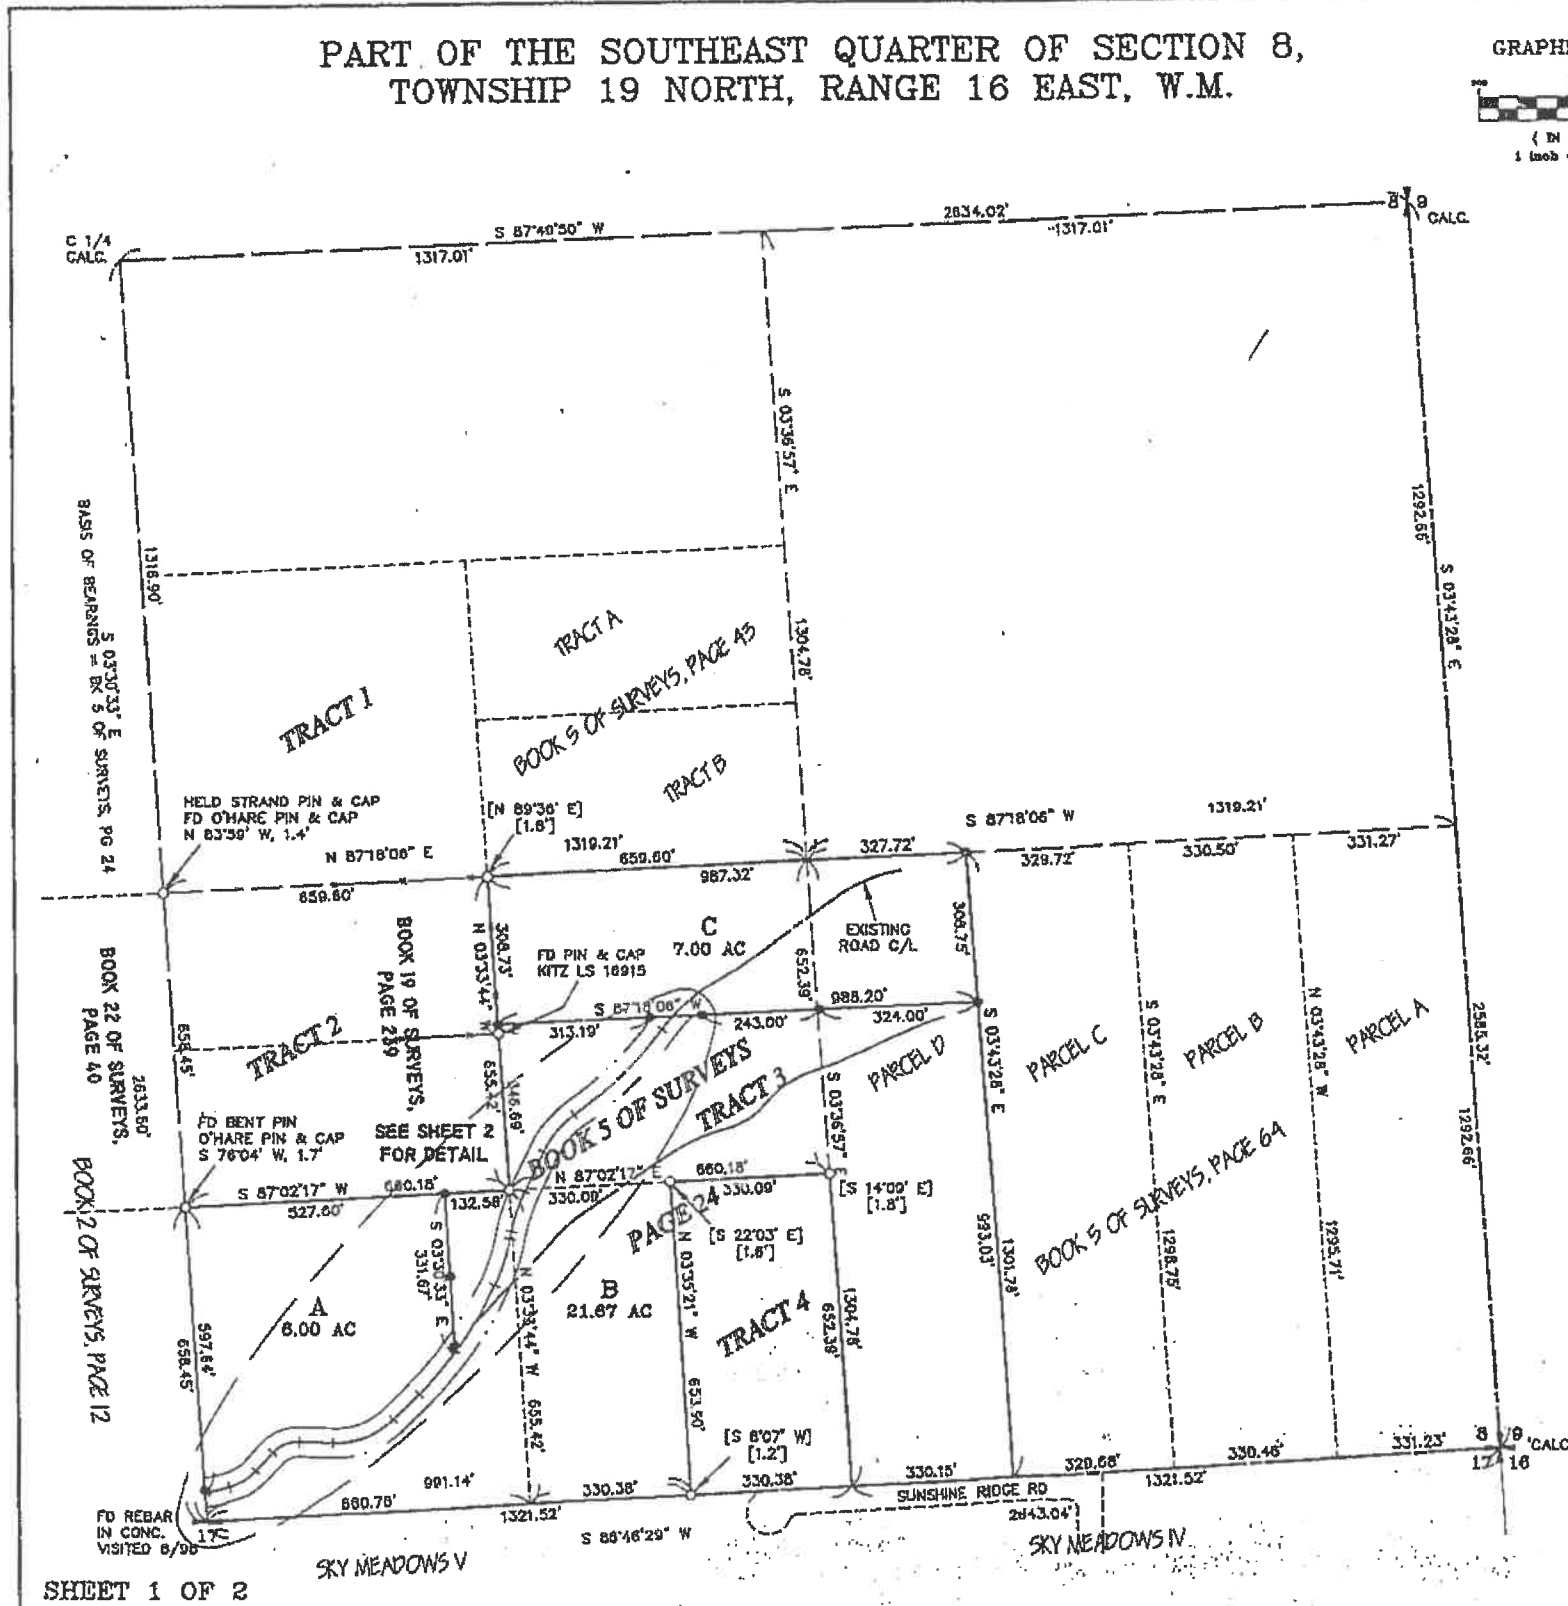 PART OF THE SOUTHEAST QUARTER OF SECTION 8,
TOWNSHIP 19 NORTH, RANGE 16 EAST, W.M.
( IN
1 inch
C 1/4
CALC.
S 87°49'50" W
1317.01'
2634.02'
1317.01'
8 9
CALC.
S 03°36'57" E
1304.78'
1292.66'
S 03°43'28" E
BASIS OF BEARINGS = BK 5 OF SURVEYS, PG 24
S 03°30'33" E
1316.90'
TRACT 1
TRACT A
BOOK 5 OF SURVEYS, PAGE 43
TRACT B
HELD STRAND PIN & CAP
FD O'HARE PIN & CAP
N 83°59' W, 1.4'
[N 89°36' E]
[1.8']
N 87°18'06" E
659.60'
1319.21'
659.60'
987.32'
327.72'
S 87°18'06" W
1319.21'
329.72'
330.50'
331.27'
BOOK 22 OF SURVEYS,
PAGE 40
2633.50'
658.45'
TRACT 2
BOOK 19 OF SURVEYS,
PAGE 239
N 03°33'44" W
308.73'
FD PIN & CAP
KITZ LS 16915
C
7.00 AC
EXISTING
ROAD C/L
652.39'
308.75'
S 87°18'06" W
313.19'
243.00'
988.20'
324.00'
655.42'
346.69'
FD BENT PIN
O'HARE PIN & CAP
S 76°04' W, 1.7'
SEE SHEET 2
FOR DETAIL
BOOK 5 OF SURVEYS
PAGE 24
TRACT 3
PARCEL D
S 03°36'57" E
S 03°43'28" E
PARCEL C
S 03°43'28" E
PARCEL B
N 03°43'28" W
PARCEL A
2585.32'
1292.66'
BOOK 5 OF SURVEYS, PAGE 64
S 87°02'17" W
660.18'
527.60'
132.58'
N 87°02'17" E
330.09'
660.18'
330.09'
[S 14°09' E]
[1.8']
[S 22°03' E]
[1.6']
BOOK 2 OF SURVEYS, PAGE 12
S 03°30'33" E
331.67'
A
6.00 AC
597.64'
658.45'
N 03°33'44" W
655.42'
B
21.67 AC
N 03°35'21" W
653.50'
TRACT 4
1304.78'
652.39'
993.03'
1301.78'
1298.75'
1295.71'
[S 8°07' W]
[1.2']
FD REBAR
IN CONC.
17
991.14'
660.76'
1321.52'
330.38'
330.38'
S 86°46'29" W
330.15'
SUNSHINE RIDGE RD
1321.52'
330.46'
331.23'
2643.04'
8 9
17 16
CALC
SKY MEADOWS V
SKY MEADOWS IV
SHEET 1 OF 2